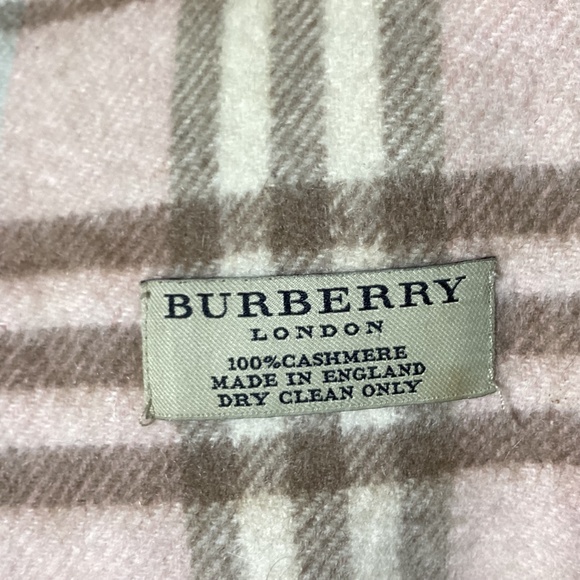 BURBERRY
LONDON
100%CASHMERE
MADE IN ENGLAND
DRY CLEAN ONLY